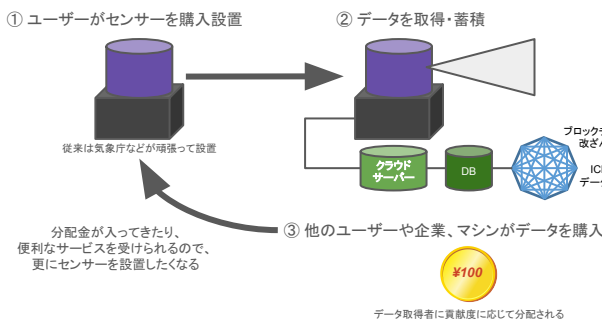 ① ユーザーがセンサーを購入設置
② データを取得・蓄積
従来は気象庁などが頑張って設置
クラウド
サーバー
DB
ブロックチ
改ざん
ICI
データ
分配金が入ってきたり、
便利なサービスを受けられるので、
更にセンサーを設置したくなる
③ 他のユーザーや企業、マシンがデータを購入
¥100
データ取得者に貢献度に応じて分配される